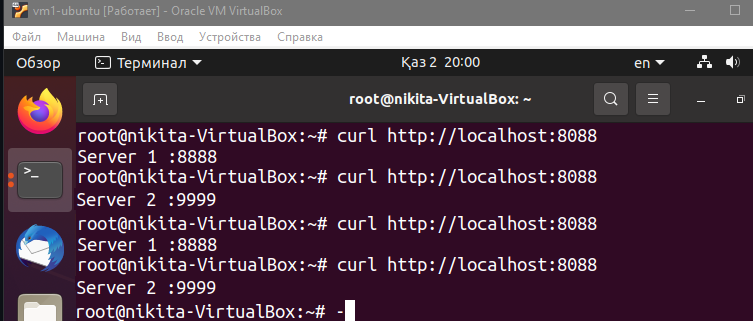 vm1-ubuntu [Работает] - Oracle VM VirtualBox
Файл Машина Вид Ввод Устройства Справка
Обзор Терминал Қаз 2 20:00 en
root@nikita-VirtualBox: ~
root@nikita-VirtualBox:~# curl http://localhost:8088
Server 1 :8888
root@nikita-VirtualBox:~# curl http://localhost:8088
Server 2 :9999
root@nikita-VirtualBox:~# curl http://localhost:8088
Server 1 :8888
root@nikita-VirtualBox:~# curl http://localhost:8088
Server 2 :9999
root@nikita-VirtualBox:~# -